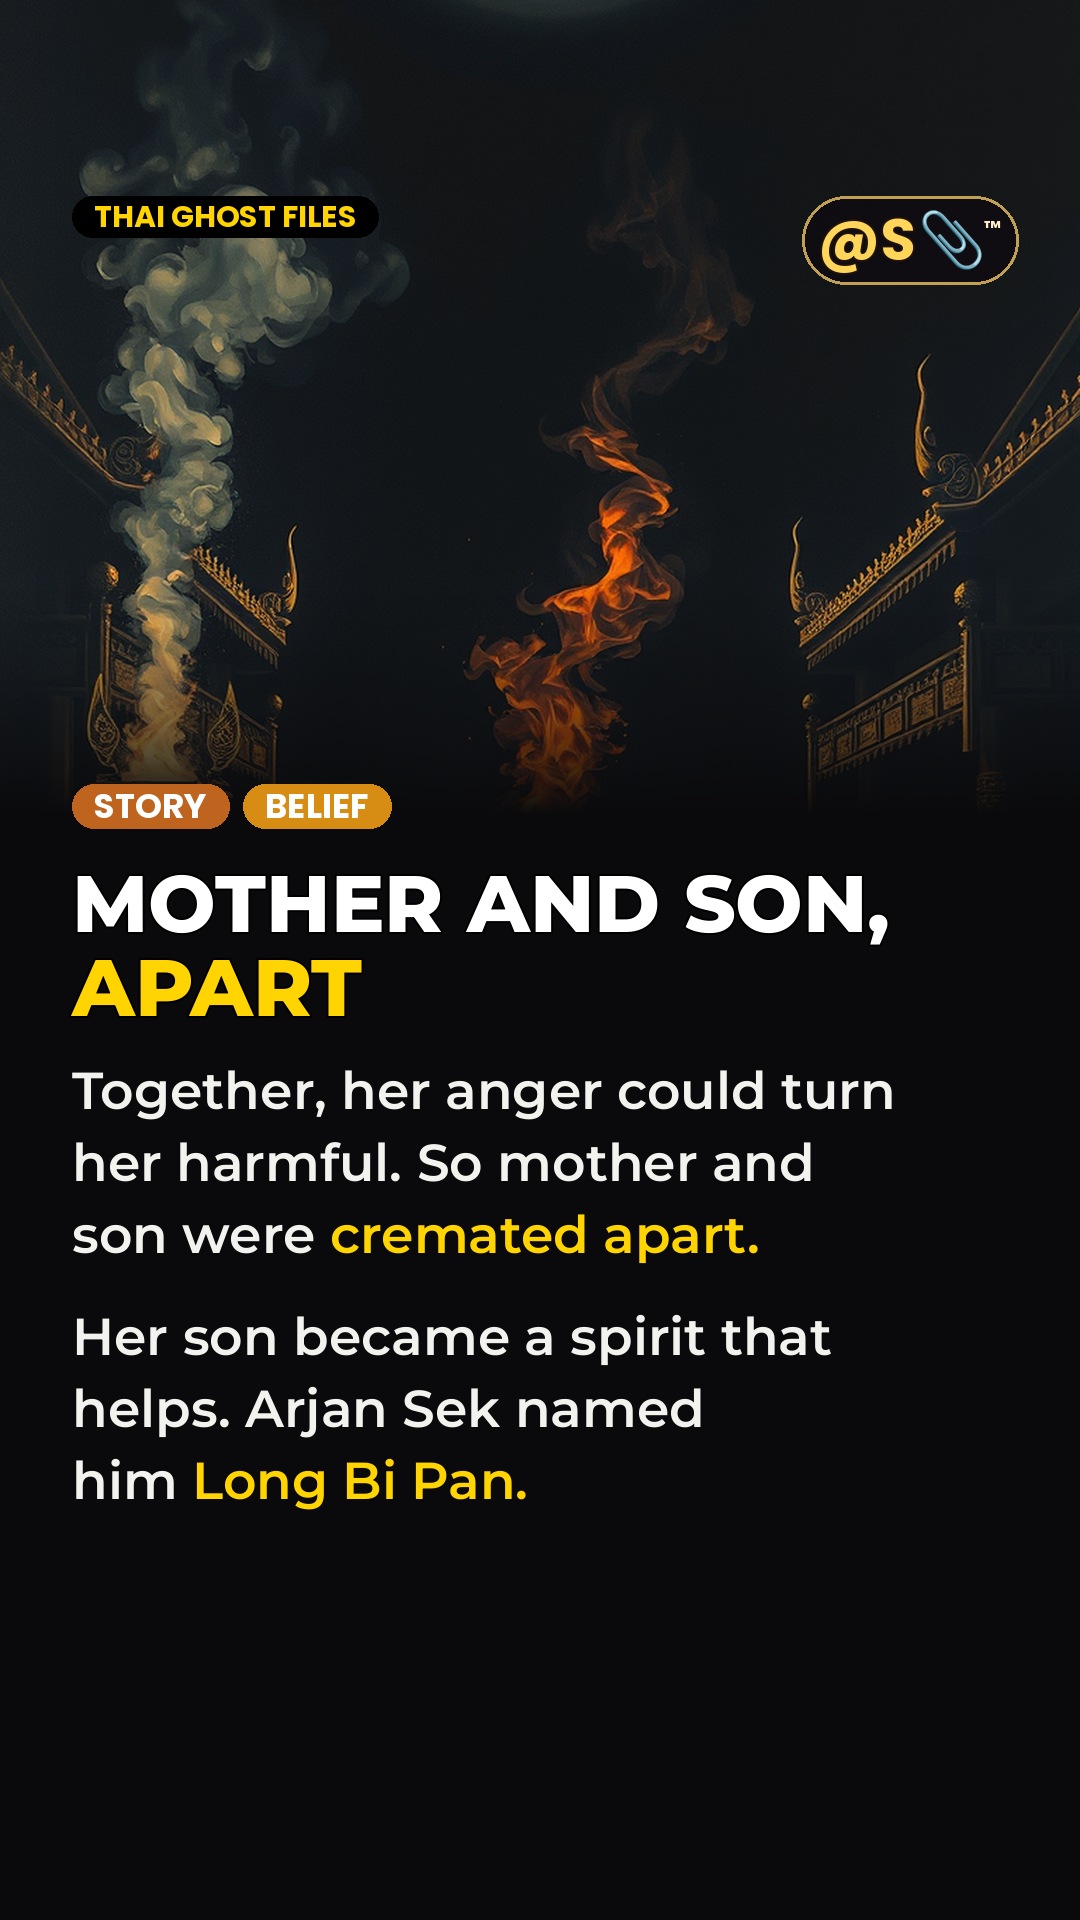 THAI GHOST FILES
@S📎™
STORY
BELIEF
MOTHER AND SON,
APART
Together, her anger could turn
her harmful. So mother and
son were cremated apart.
Her son became a spirit that
helps. Arjan Sek named
him Long Bi Pan.